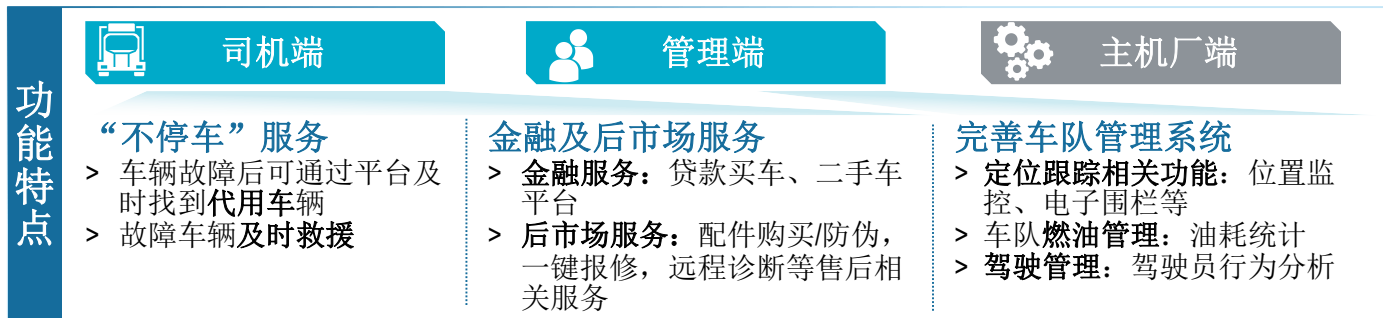 功能特点
司机端
管理端
主机厂端
“不停车”服务
> 车辆故障后可通过平台及
时找到代用车辆
> 故障车辆及时救援
金融及后市场服务
> 金融服务：贷款买车、二手车
平台
> 后市场服务：配件购买/防伪，
一键报修，远程诊断等售后相
关服务
完善车队管理系统
> 定位跟踪相关功能：位置监
控、电子围栏等
> 车队燃油管理：油耗统计
> 驾驶管理：驾驶员行为分析